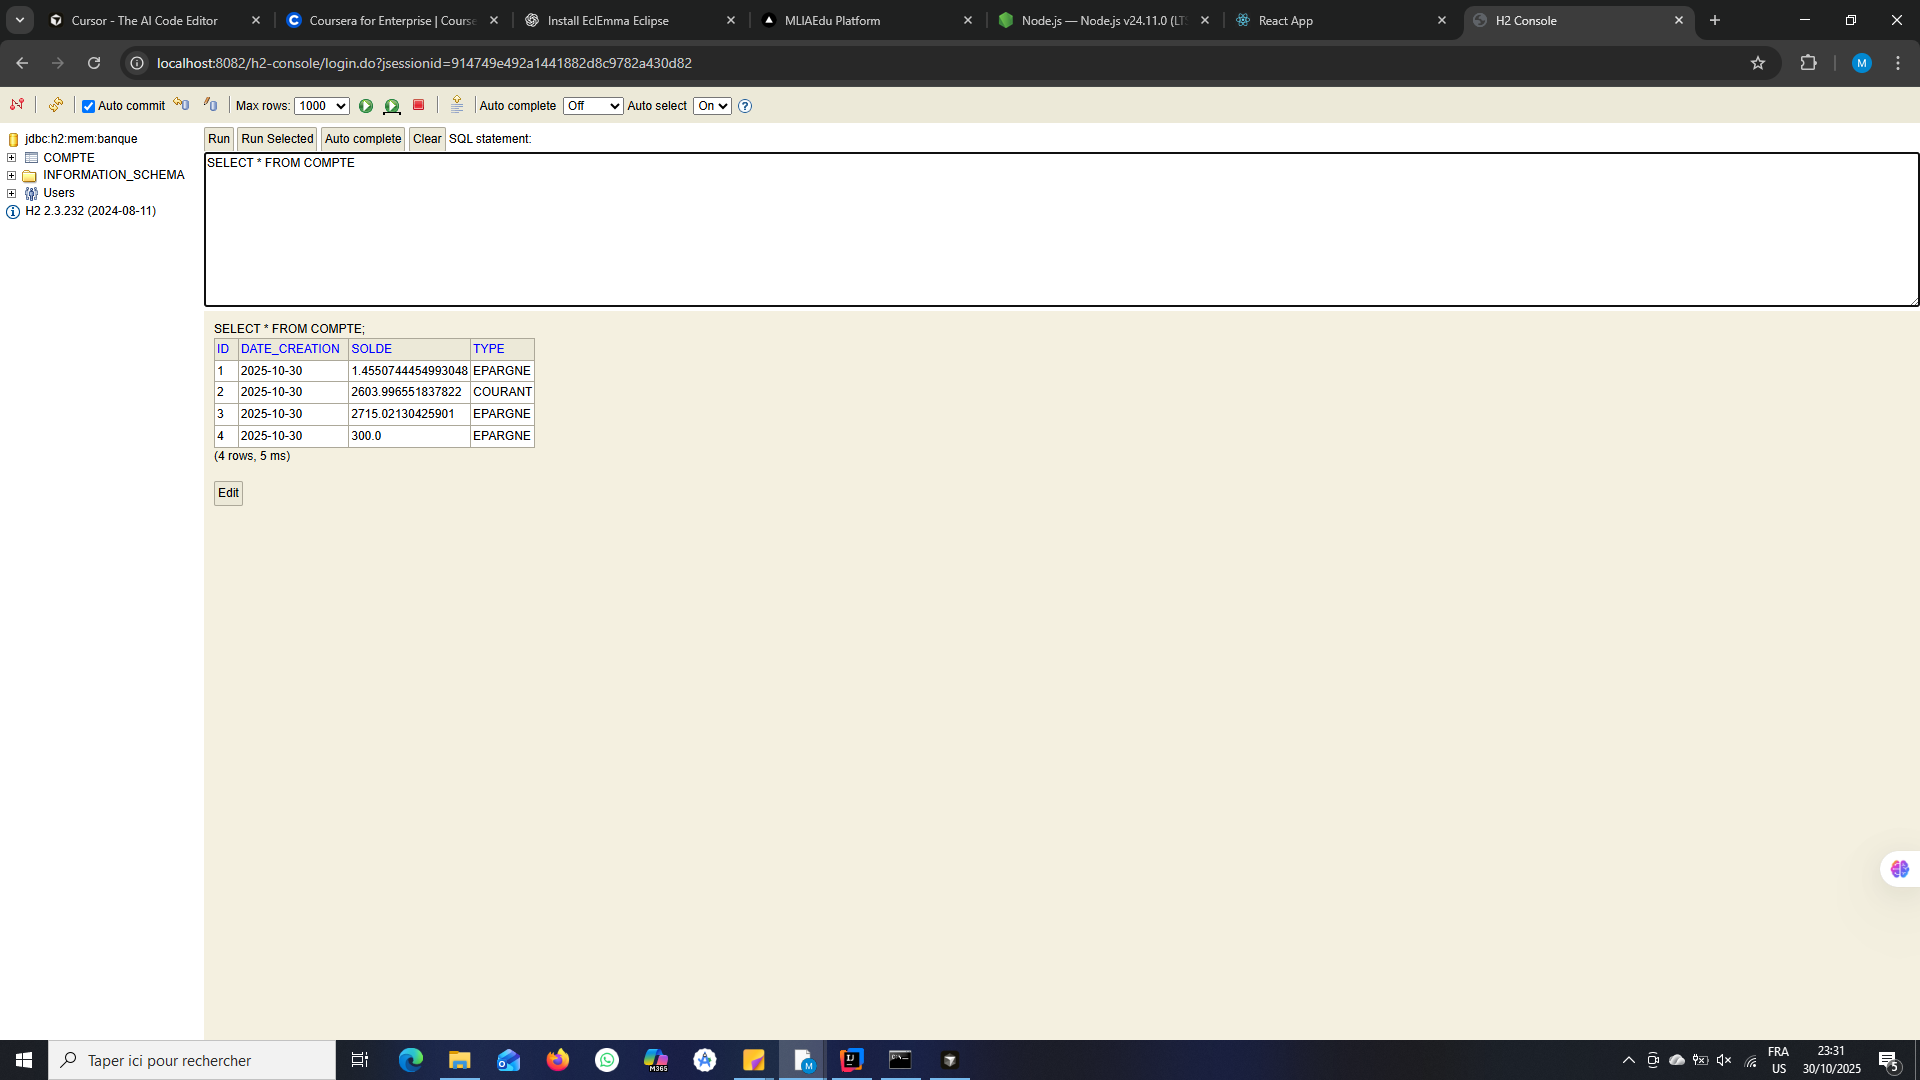 Cursor - The AI Code Editor
Coursera for Enterprise | Course
Install EclEmma Eclipse
MLIAEdu Platform
Node.js — Node.js v24.11.0 (LTS
React App
H2 Console
localhost:8082/h2-console/login.do?jsessionid=914749e492a1441882d8c9782a430d82
M
Auto commit
Max rows: 1000
Auto complete Off
Auto select On
jdbc:h2:mem:banque
COMPTE
INFORMATION_SCHEMA
Users
H2 2.3.232 (2024-08-11)
Run Run Selected Auto complete Clear SQL statement:
SELECT * FROM COMPTE
SELECT * FROM COMPTE;
ID DATE_CREATION SOLDE TYPE
1 2025-10-30 1.4550744454993048 EPARGNE
2 2025-10-30 2603.996551837822 COURANT
3 2025-10-30 2715.02130425901 EPARGNE
4 2025-10-30 300.0 EPARGNE
(4 rows, 5 ms)
Edit
Taper ici pour rechercher
M365
M
IJ
FRA
US
23:31
30/10/2025
5